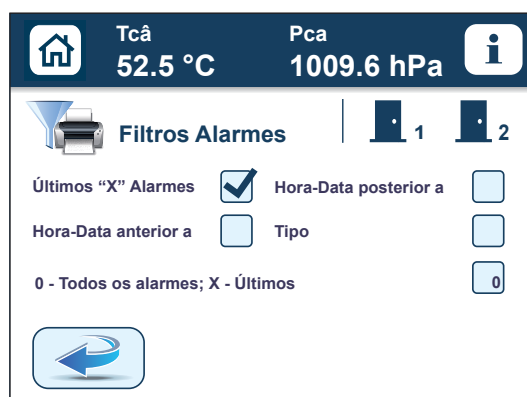 Tcâ
52.5 °C
Pca
1009.6 hPa
i
Filtros Alarmes
1
2
Últimos “X” Alarmes
Hora-Data posterior a
Hora-Data anterior a
Tipo
0 - Todos os alarmes; X - Últimos
0